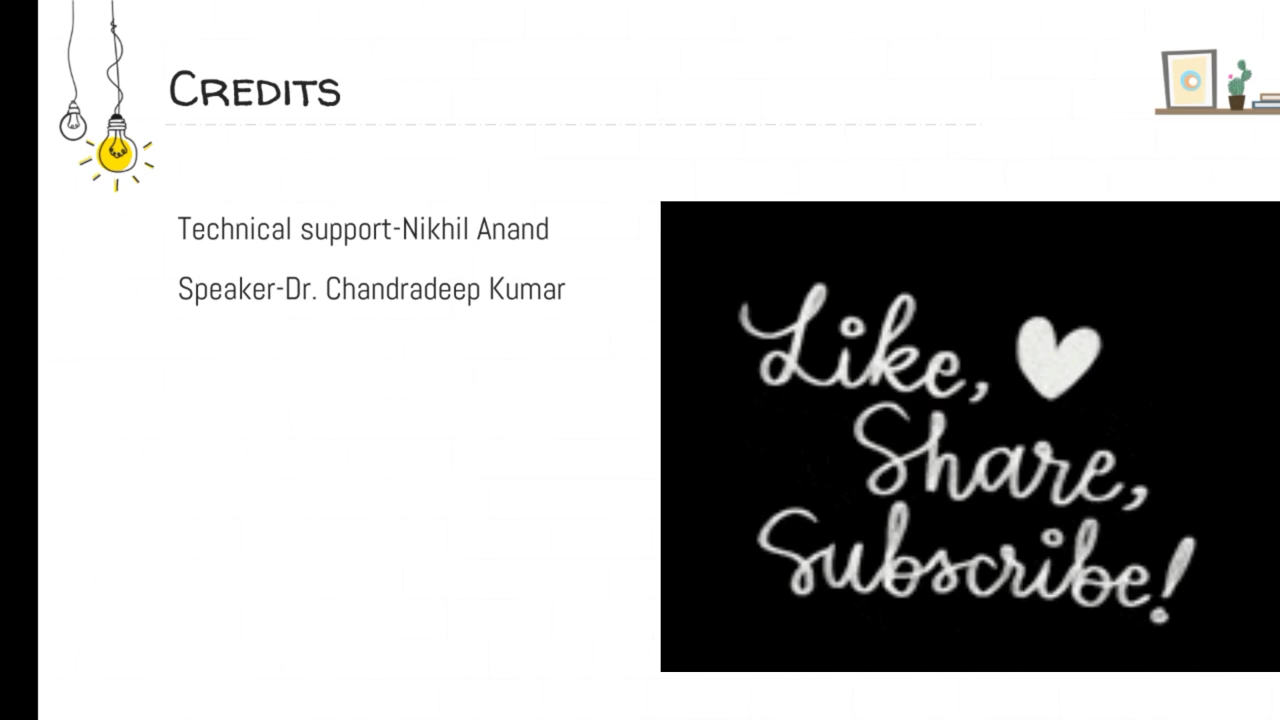 Credits
Technical support-Nikhil Anand
Speaker-Dr. Chandradeep Kumar
Like,
Share,
Subscribe!